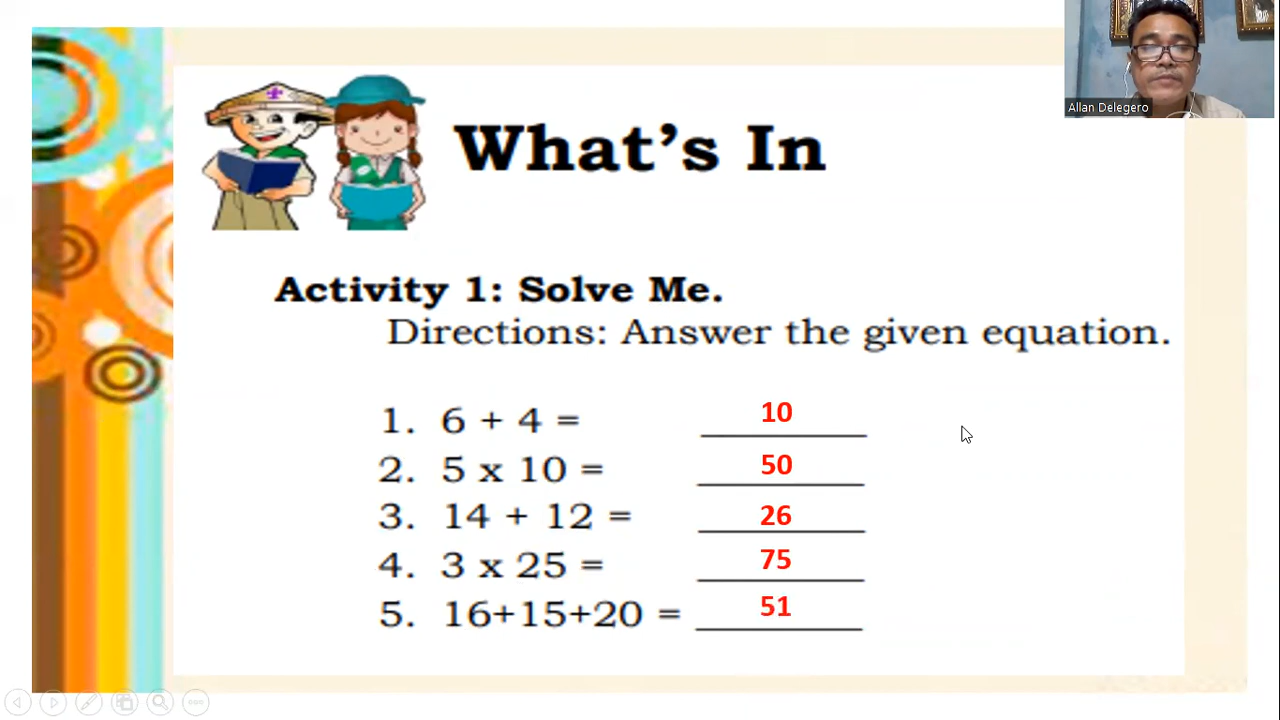 Allan Delegero
What's In
Activity 1: Solve Me.
Directions: Answer the given equation.
1. 6 + 4 = 10
2. 5 x 10 = 50
3. 14 + 12 = 26
4. 3 x 25 = 75
5. 16+15+20 = 51